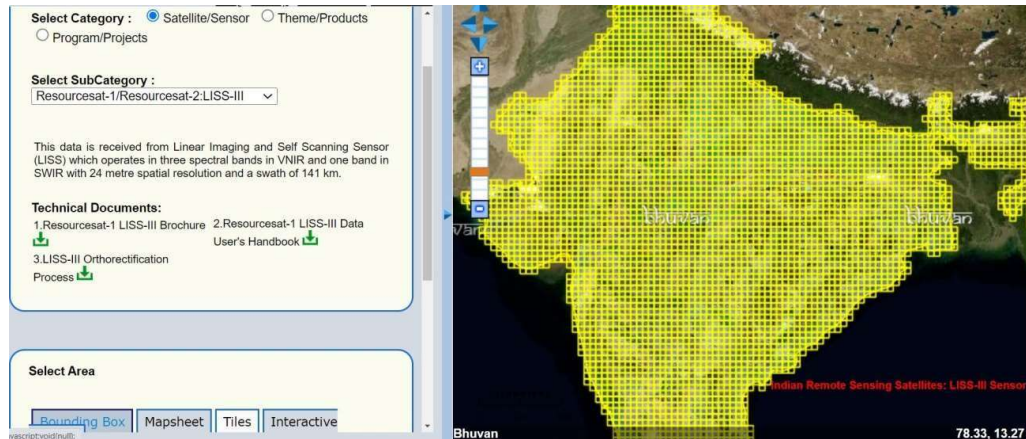 Select Category : Satellite/Sensor Theme/Products
Program/Projects
Select SubCategory :
Resourcesat-1/Resourcesat-2:LISS-III
This data is received from Linear Imaging and Self Scanning Sensor
(LISS) which operates in three spectral bands in VNIR and one band in
SWIR with 24 metre spatial resolution and a swath of 141 km.
Technical Documents:
1.Resourcesat-1 LISS-III Brochure
2.Resourcesat-1 LISS-III Data
User's Handbook
3.LISS-III Orthorectification
Process
Select Area
Bounding Box Mapsheet Tiles Interactive
vascript:void(null);
van
bhuvan
bhuvan
Indian Remote Sensing Satellites: LISS-III Sensor
Bhuvan
78.33, 13.27